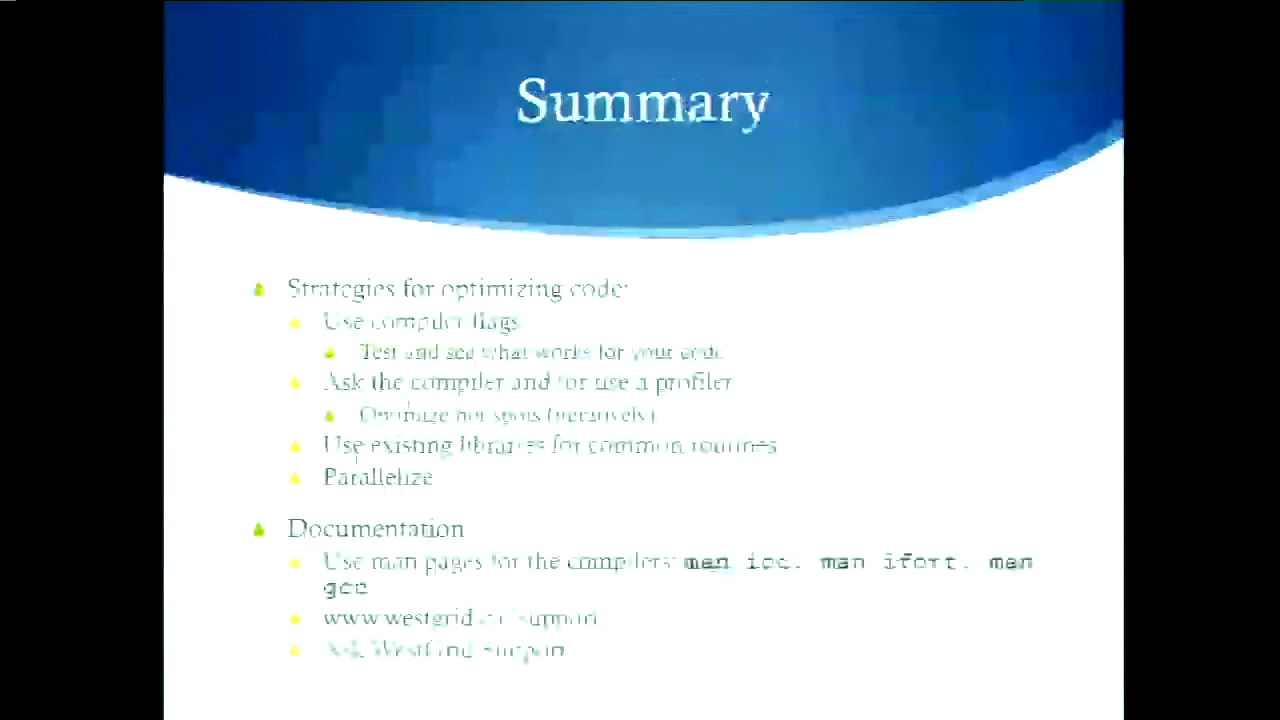 Summary
Strategies for optimizing code:
Use compiler flags
Test and see what works for your code
Ask the compiler and/or use a profiler
Optimize hot spots (iteratively)
Use existing libraries for common routines
Parallelize
Documentation
Use man pages for the compilers: man icc, man ifort, man
gcc
www.westgrid.ca/support
Ask WestGrid Support